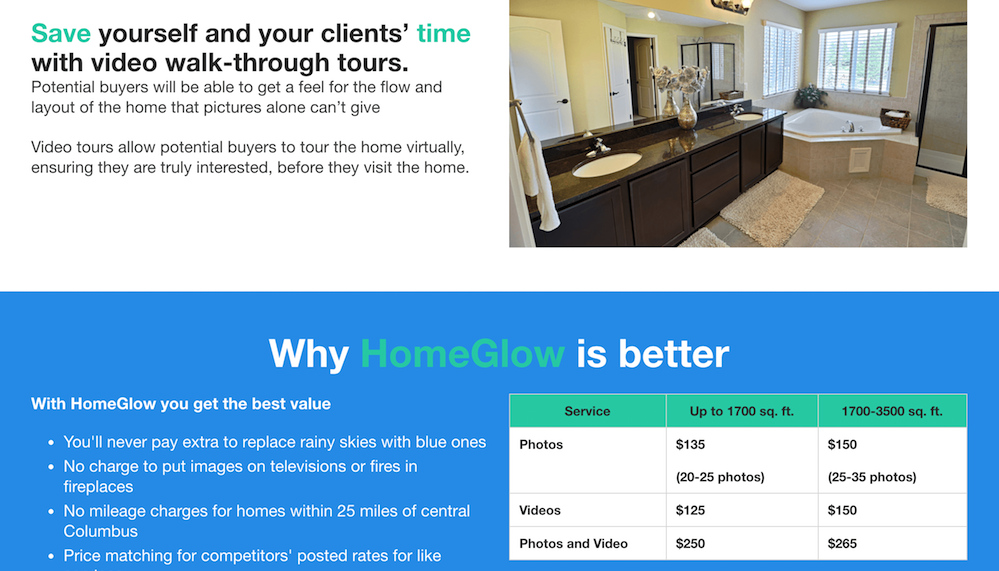 Save yourself and your clients’ time
with video walk-through tours.
Potential buyers will be able to get a feel for the flow and
layout of the home that pictures alone can’t give
Video tours allow potential buyers to tour the home virtually,
ensuring they are truly interested, before they visit the home.
Why HomeGlow is better
With HomeGlow you get the best value
You'll never pay extra to replace rainy skies with blue ones
No charge to put images on televisions or fires in
fireplaces
No mileage charges for homes within 25 miles of central
Columbus
Price matching for competitors' posted rates for like
Service Up to 1700 sq. ft. 1700-3500 sq. ft.
Photos $135 $150
(20-25 photos) (25-35 photos)
Videos $125 $150
Photos and Video $250 $265